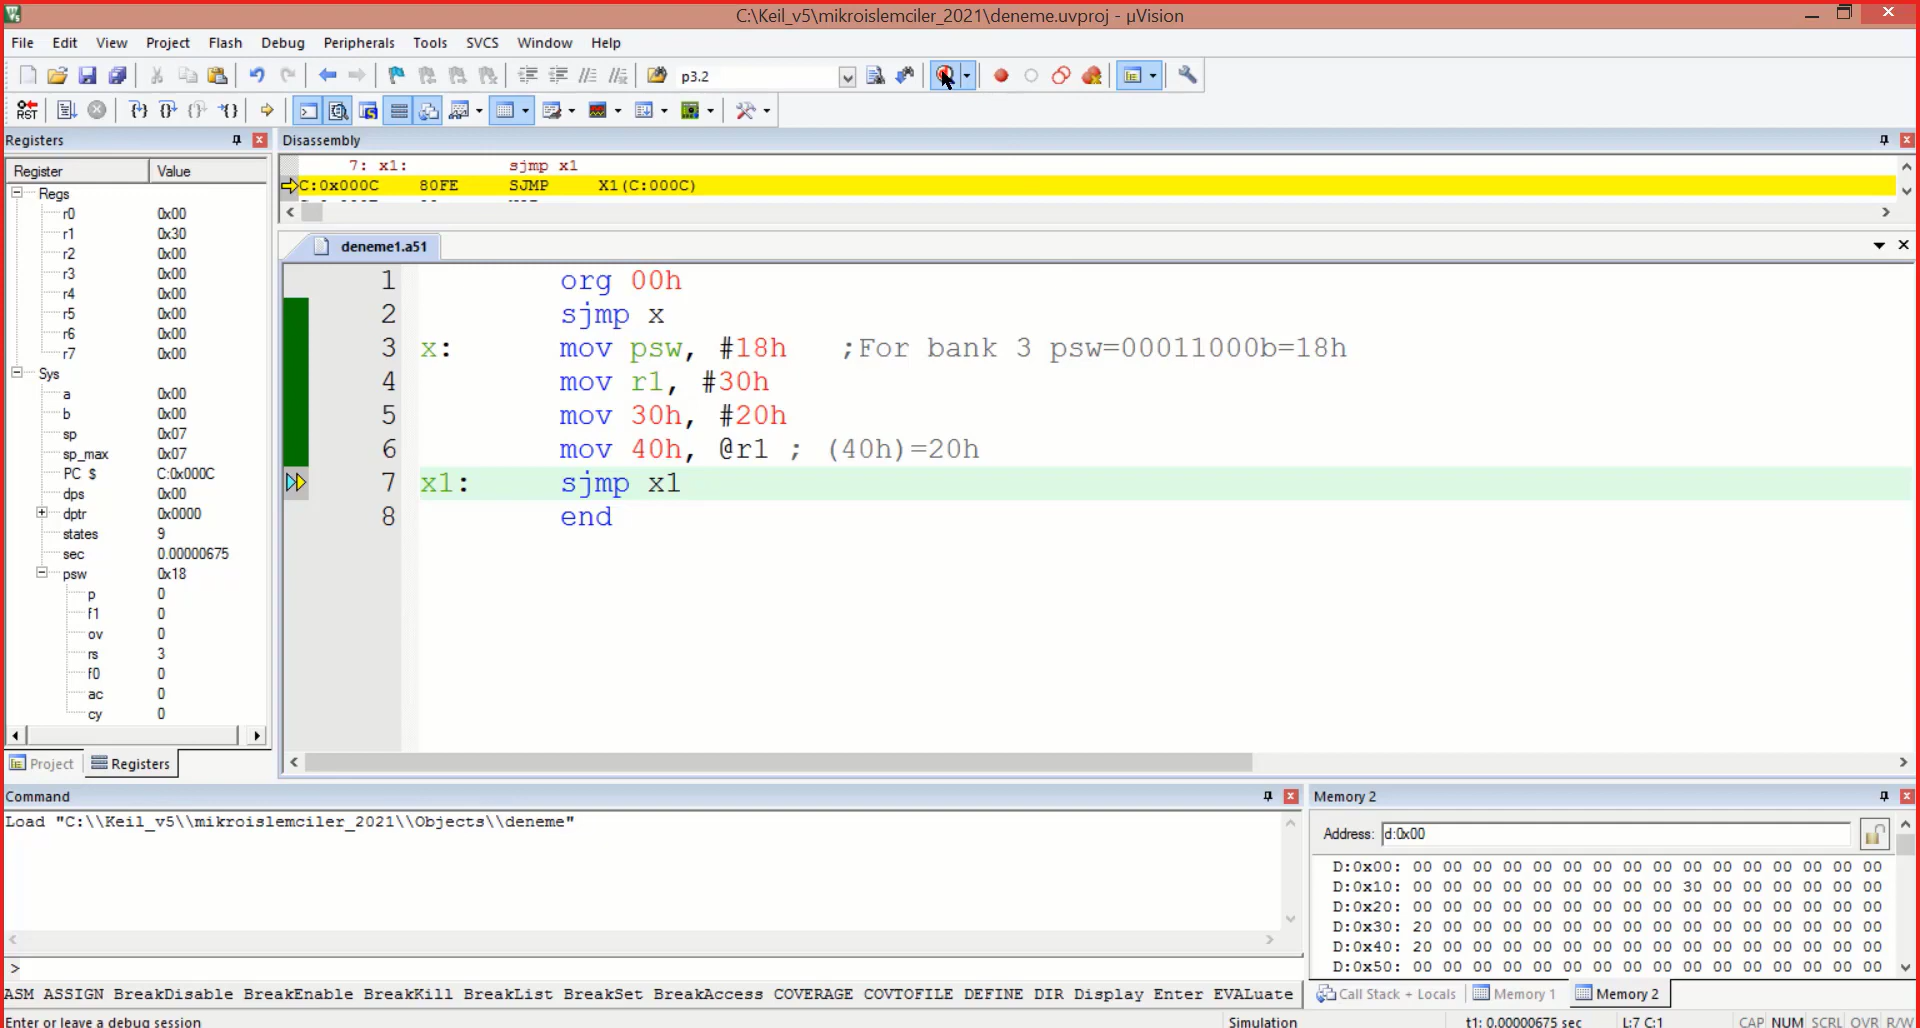 C:\Keil_v5\mikroislemciler_2021\deneme.uvproj - µVision
File Edit View Project Flash Debug Peripherals Tools SVCS Window Help
p3.2
RST
Registers
Register Value
Regs
r0 0x00
r1 0x30
r2 0x00
r3 0x00
r4 0x00
r5 0x00
r6 0x00
r7 0x00
Sys
a 0x00
b 0x00
sp 0x07
sp_max 0x07
PC $ C:0x000C
dps 0x00
dptr 0x0000
states 9
sec 0.00000675
psw 0x18
p 0
f1 0
ov 0
rs 3
f0 0
ac 0
cy 0
Project Registers
Disassembly
7: x1: sjmp x1
C:0x000C 80FE SJMP X1(C:000C)
deneme1.a51
1 org 00h
2 sjmp x
3 x: mov psw, #18h ;For bank 3 psw=00011000b=18h
4 mov r1, #30h
5 mov 30h, #20h
6 mov 40h, @r1 ; (40h)=20h
7 x1: sjmp x1
8 end
Command
Load "C:\\Keil_v5\\mikroislemciler_2021\\Objects\\deneme"
>
ASM ASSIGN BreakDisable BreakEnable BreakKill BreakList BreakSet BreakAccess COVERAGE COVTOFILE DEFINE DIR Display Enter EVALuate
Memory 2
Address: d:0x00
D:0x00: 00 00 00 00 00 00 00 00 00 00 00 00 00 00 00 00
D:0x10: 00 00 00 00 00 00 00 00 00 30 00 00 00 00 00 00
D:0x20: 00 00 00 00 00 00 00 00 00 00 00 00 00 00 00 00
D:0x30: 20 00 00 00 00 00 00 00 00 00 00 00 00 00 00 00
D:0x40: 20 00 00 00 00 00 00 00 00 00 00 00 00 00 00 00
D:0x50: 00 00 00 00 00 00 00 00 00 00 00 00 00 00 00 00
Call Stack + Locals Memory 1 Memory 2
Enter or leave a debug session Simulation t1: 0.00000675 sec L:7 C:1 CAP NUM SCRL OVR R/W